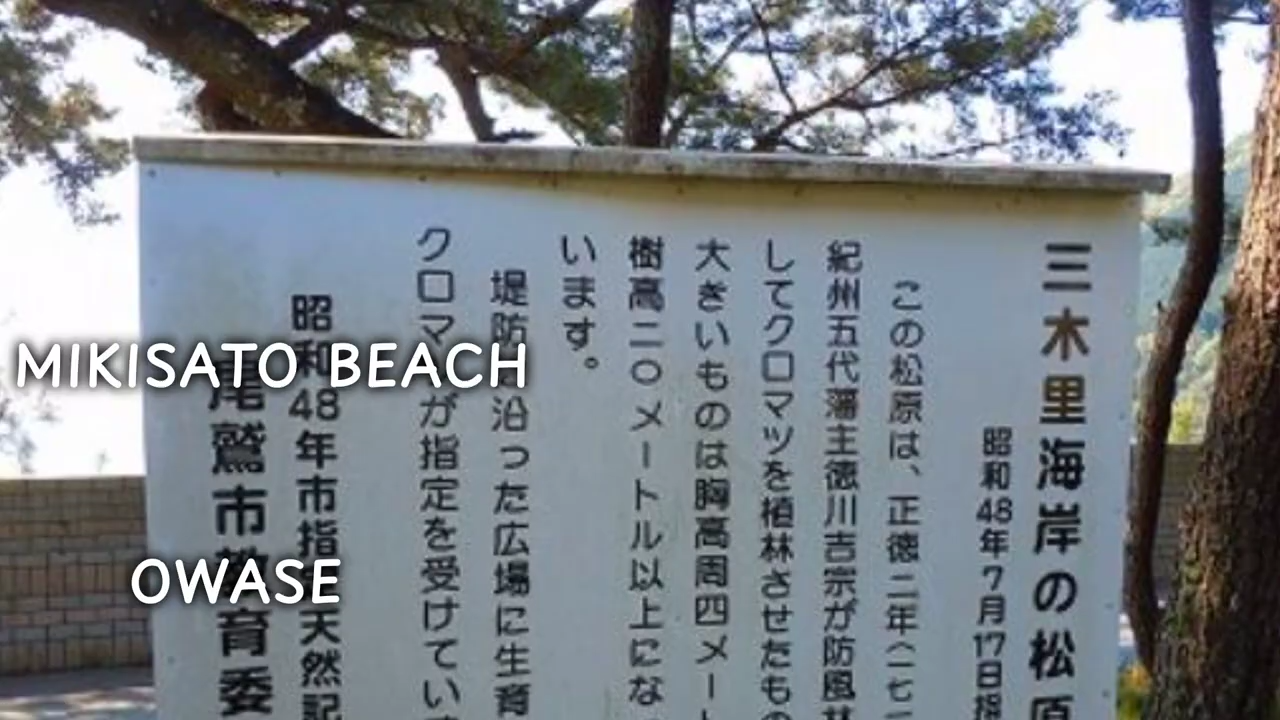 三木里海岸の松原
昭和48年7月17日指
この松原は、正徳二年(一七一
紀州五代藩主徳川吉宗が防風林
してクロマツを植林させたもの
大きいものは胸高周四メート
樹高二〇メートル以上にな
います。
堤防に沿った広場に生育
クロマツが指定を受けていま
昭和48年市指定天然記
尾鷲市教育委
MIKISATO BEACH
OWASE